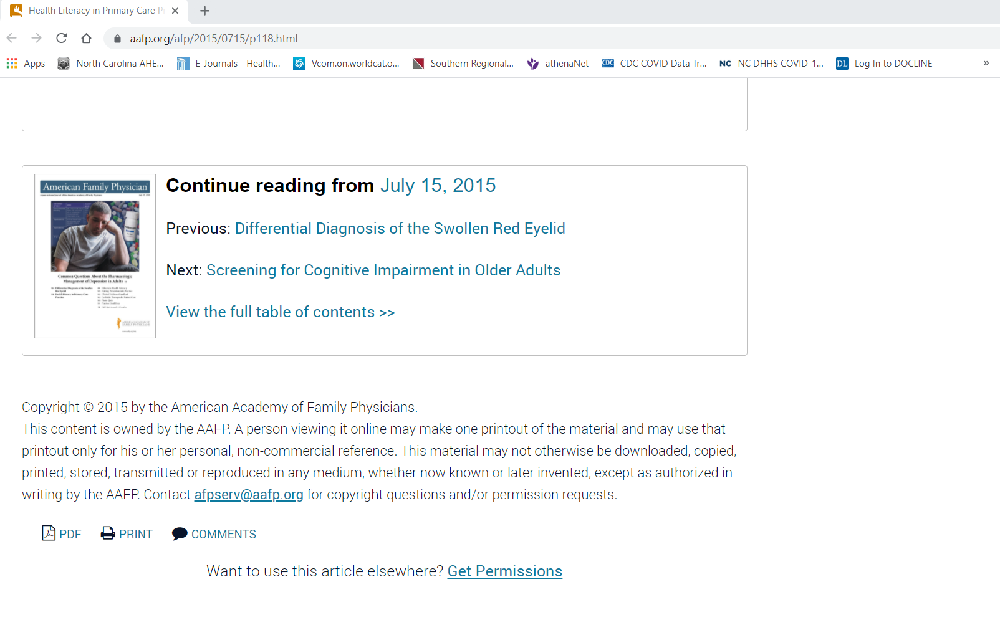 Health Literacy in Primary Care P
aafp.org/afp/2015/0715/p118.html
Apps North Carolina AHE... E-Journals - Health... Vcom.on.worldcat.o... Southern Regional... athenaNet CDC CDC COVID Data Tr... NC NC DHHS COVID-1... DL Log In to DOCLINE »
American Family Physician
Common Questions About the Pharmacologic
Management of Depression in Adults
Continue reading from July 15, 2015
Previous: Differential Diagnosis of the Swollen Red Eyelid
Next: Screening for Cognitive Impairment in Older Adults
View the full table of contents >>
Copyright © 2015 by the American Academy of Family Physicians.
This content is owned by the AAFP. A person viewing it online may make one printout of the material and may use that
printout only for his or her personal, non-commercial reference. This material may not otherwise be downloaded, copied,
printed, stored, transmitted or reproduced in any medium, whether now known or later invented, except as authorized in
writing by the AAFP. Contact afpserv@aafp.org for copyright questions and/or permission requests.
PDF PRINT COMMENTS
Want to use this article elsewhere? Get Permissions